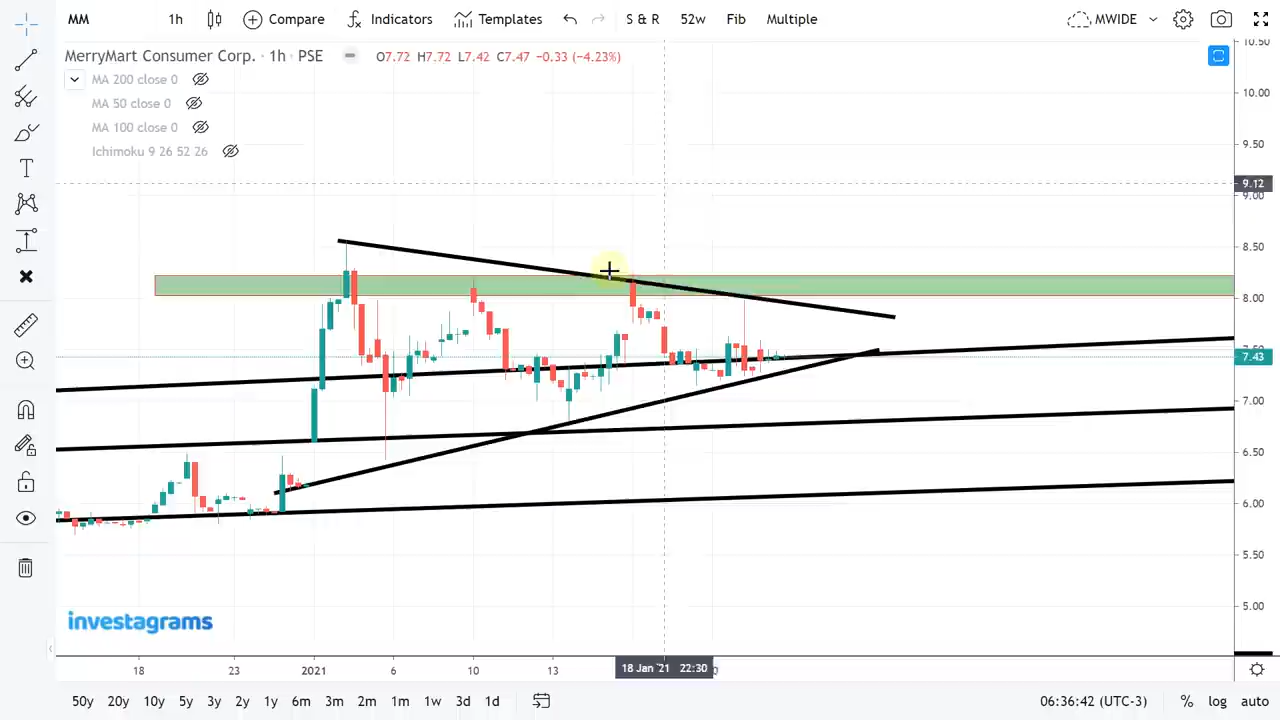 MM 1h Compare Indicators Templates S & R 52w Fib Multiple MWIDE
MerryMart Consumer Corp. · 1h · PSE O7.72 H7.72 L7.42 C7.47 −0.33 (−4.23%)
MA 200 close 0
MA 50 close 0
MA 100 close 0
Ichimoku 9 26 52 26
10.50
10.00
9.50
9.12
9.00
8.50
8.00
7.43
7.00
6.50
6.00
5.50
5.00
investagrams
18 23 2021 6 10 13 18 Jan '21 22:30
50y 20y 10y 5y 3y 2y 1y 6m 3m 1m 1w 3d 1d 06:36:42 (UTC-3) % log auto